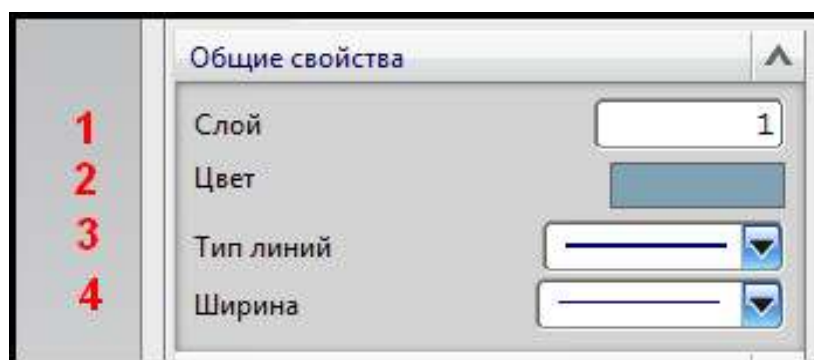 Общие свойства
1 Слой 1
2 Цвет
3 Тип линий
4 Ширина